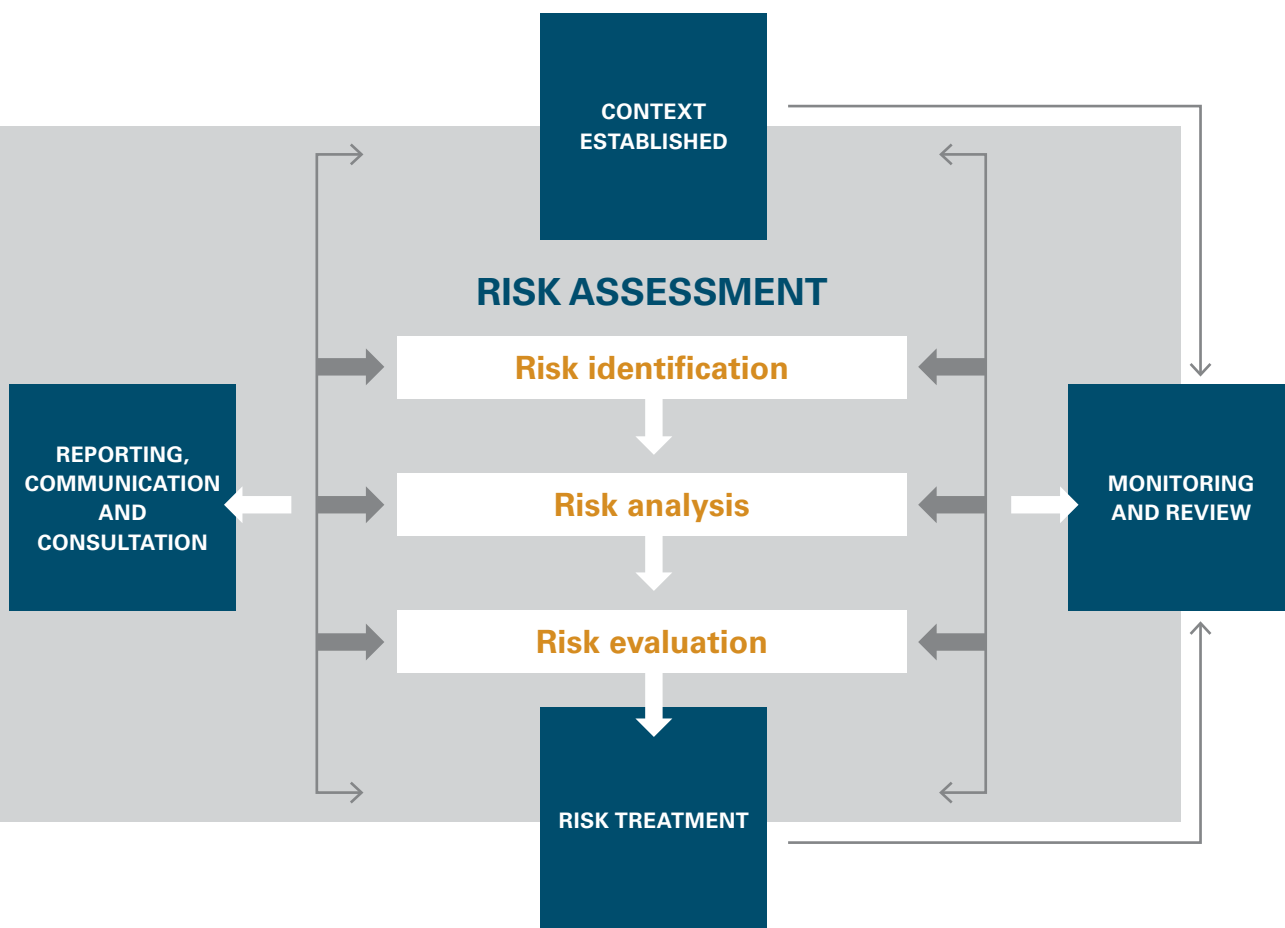 CONTEXT
ESTABLISHED
RISK ASSESSMENT
Risk identification
REPORTING,
COMMUNICATION
AND
CONSULTATION
Risk analysis
MONITORING
AND REVIEW
Risk evaluation
RISK TREATMENT